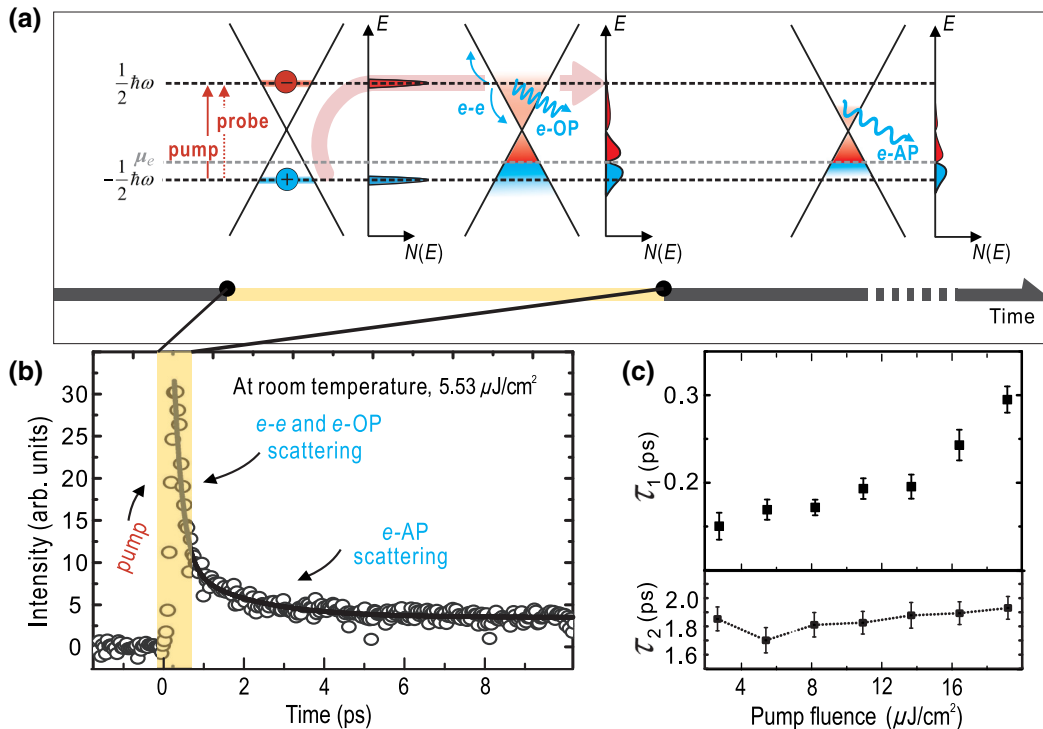 (a)
E
E
E
½ħω
probe
pump
μe
-½ħω
−
+
e-e
e-OP
e-AP
N(E)
N(E)
N(E)
Time
(b)
At room temperature, 5.53 μJ/cm²
e-e and e-OP
scattering
e-AP
scattering
pump
Intensity (arb. units)
30
25
20
15
10
5
0
0 2 4 6 8
Time (ps)
(c)
0.3
0.2
τ₁ (ps)
2.0
1.8
1.6
τ₂ (ps)
4 8 12 16
Pump fluence (μJ/cm²)